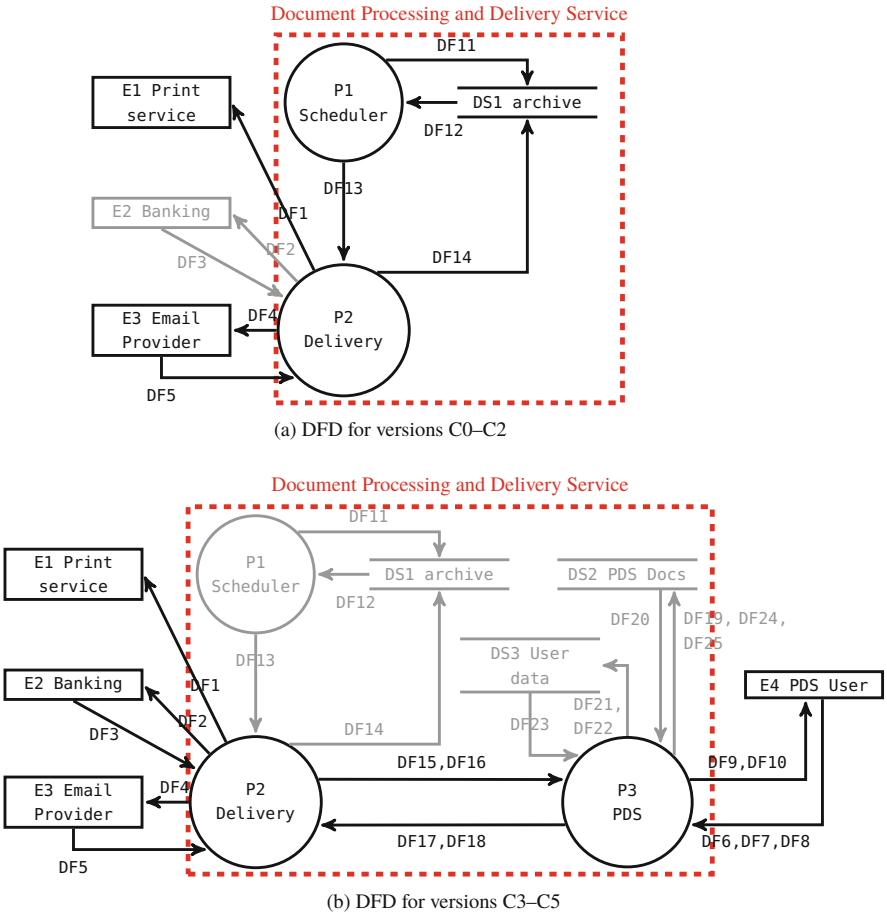 Document Processing and Delivery Service
DF11
E1 Print
service
P1
Scheduler
DS1 archive
DF12
DF13
E2 Banking
DF1
DF2
DF3
DF14
E3 Email
Provider
DF4
P2
Delivery
DF5
(a) DFD for versions C0–C2
Document Processing and Delivery Service
DF11
E1 Print
service
P1
Scheduler
DS1 archive
DS2 PDS Docs
DF12
DF20
DF19, DF24,
DF25
DF13
DS3 User
data
E2 Banking
DF1
E4 PDS User
DF21,
DF22
DF2
DF23
DF3
DF14
DF15,DF16
DF9,DF10
E3 Email
Provider
DF4
P2
Delivery
P3
PDS
DF17,DF18
DF6,DF7,DF8
DF5
(b) DFD for versions C3–C5